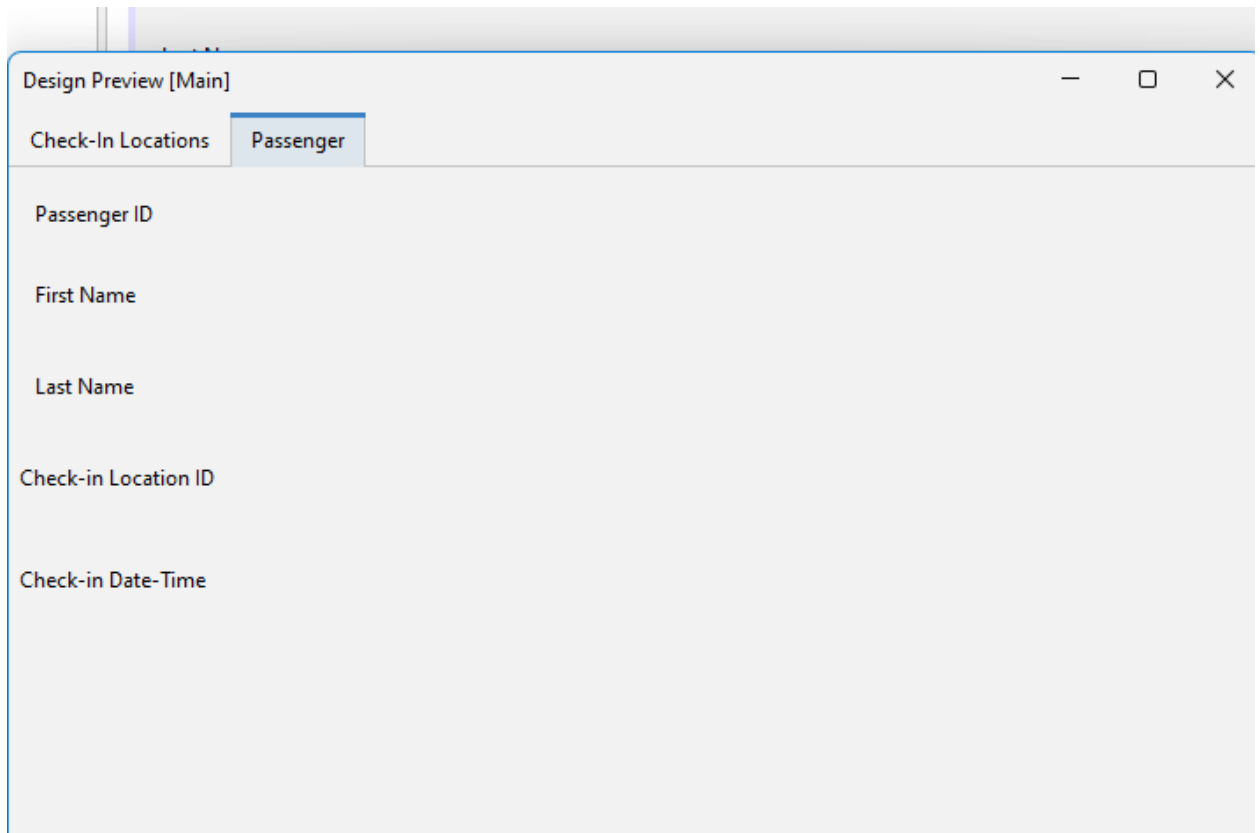 Design Preview [Main]
Check-In Locations Passenger
Passenger ID
First Name
Last Name
Check-in Location ID
Check-in Date-Time